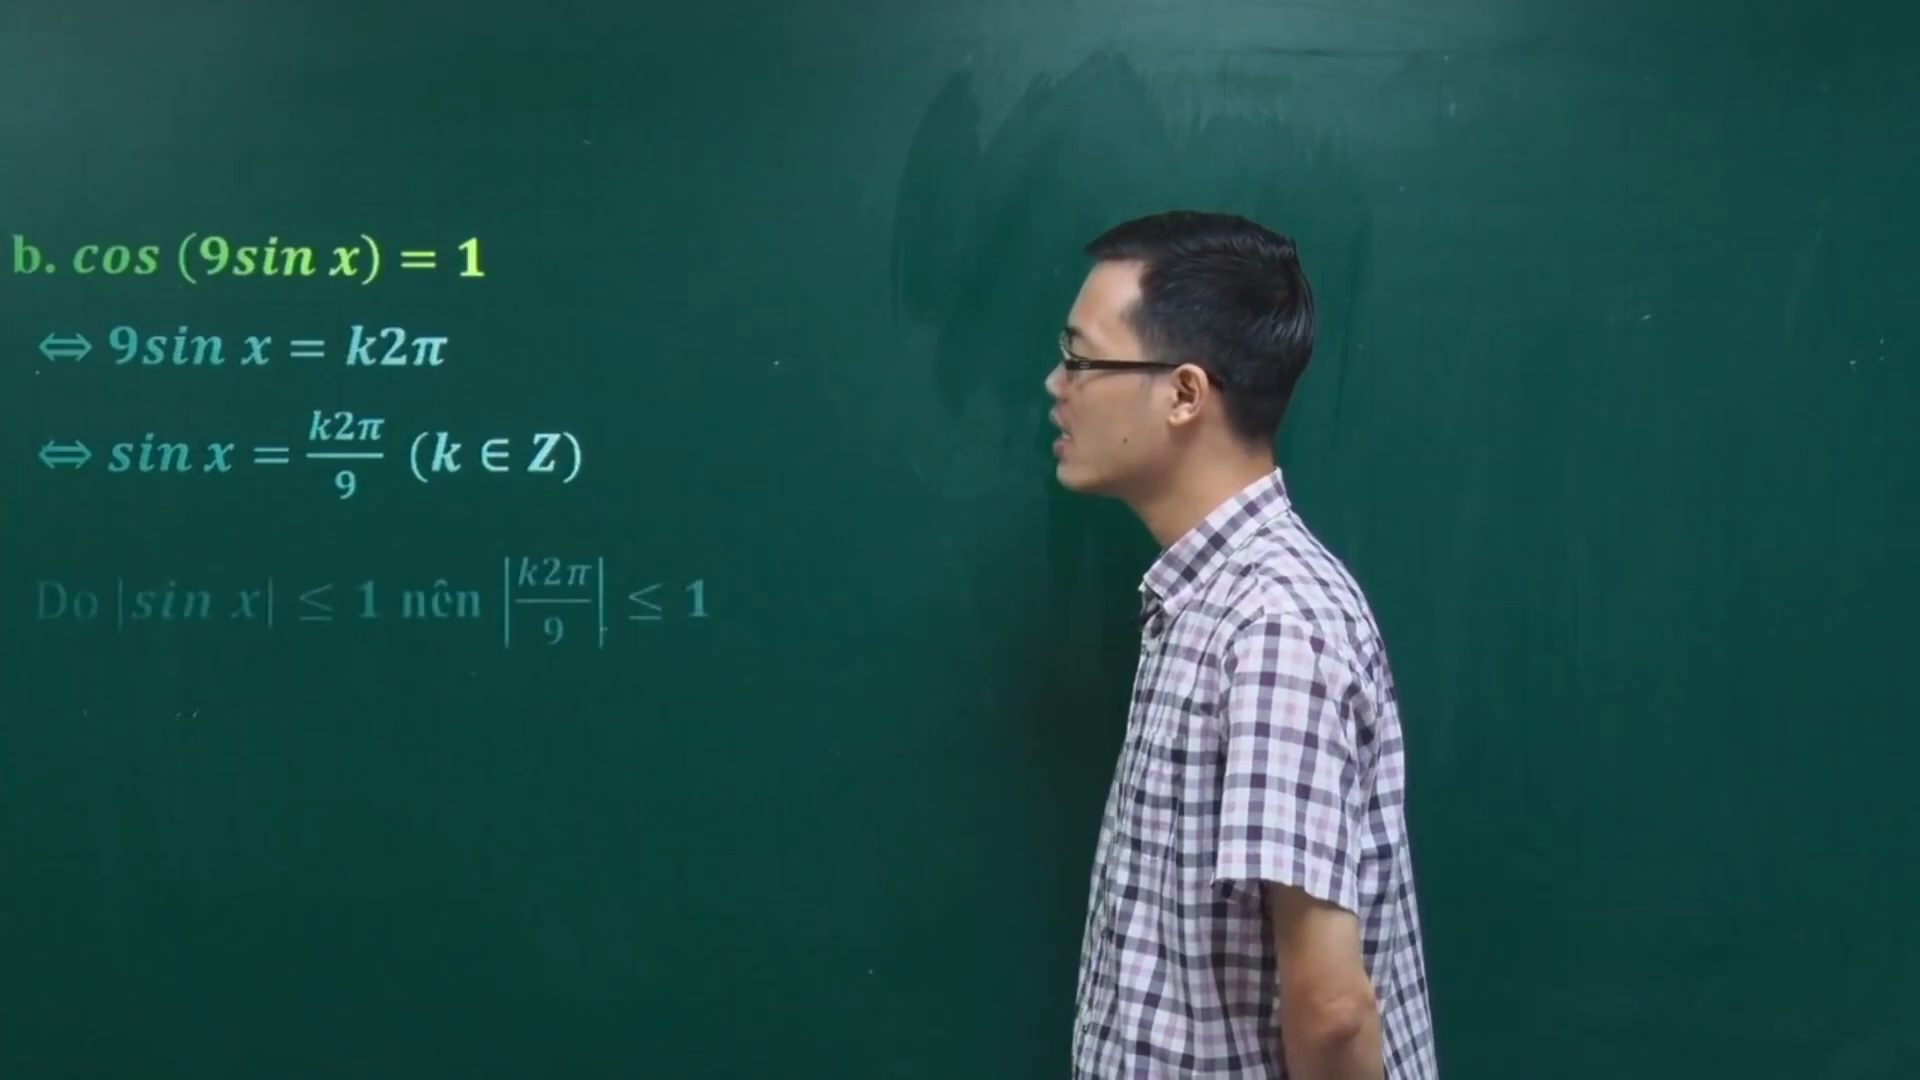 b. cos (9sin x) = 1
⇔ 9sin x = k2π
⇔ sin x = k2π/9 (k ∈ Z)
Do |sin x| ≤ 1 nên |k2π/9| ≤ 1